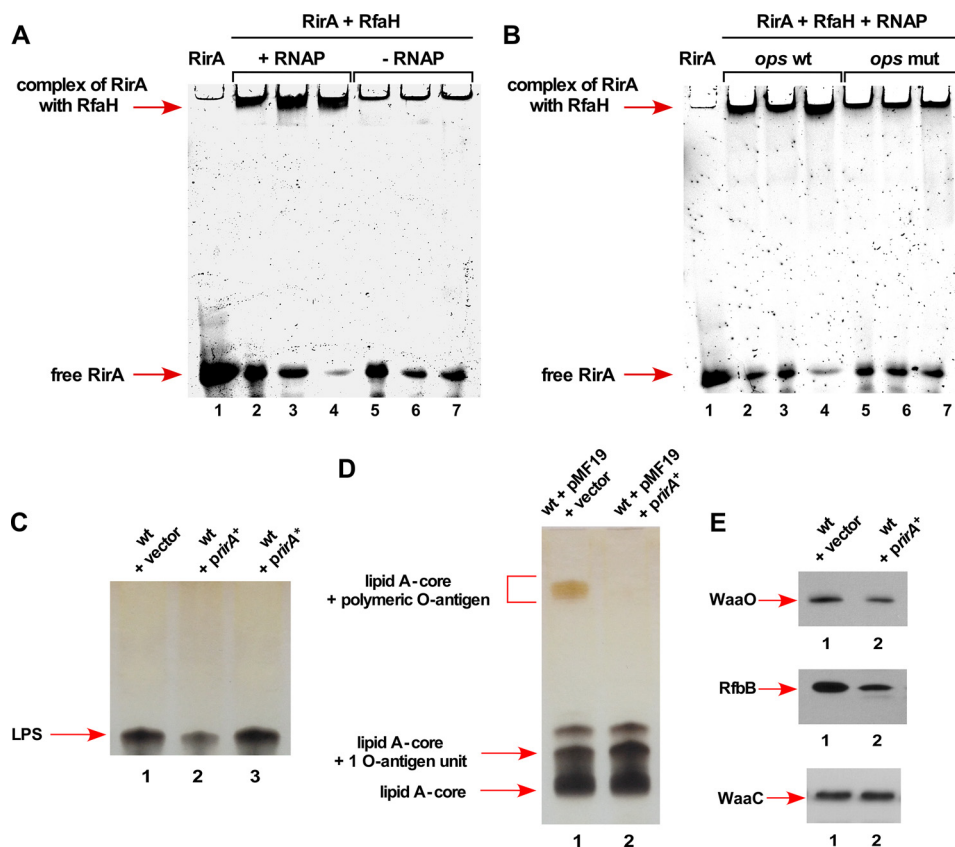 A
RirA + RfaH
RirA
+ RNAP
- RNAP
complex of RirA
with RfaH
free RirA
1 2 3 4 5 6 7
B
RirA + RfaH + RNAP
RirA
ops wt
ops mut
complex of RirA
with RfaH
free RirA
1 2 3 4 5 6 7
C
wt
+ vector
wt
+ prirA+
wt
+ prirA*
LPS
1 2 3
D
wt + pMF19
+ vector
wt + pMF19
+ prirA+
lipid A-core
+ polymeric O-antigen
lipid A-core
+ 1 O-antigen unit
lipid A-core
1 2
E
wt
+ vector
wt
+ prirA+
WaaO
1 2
RfbB
1 2
WaaC
1 2